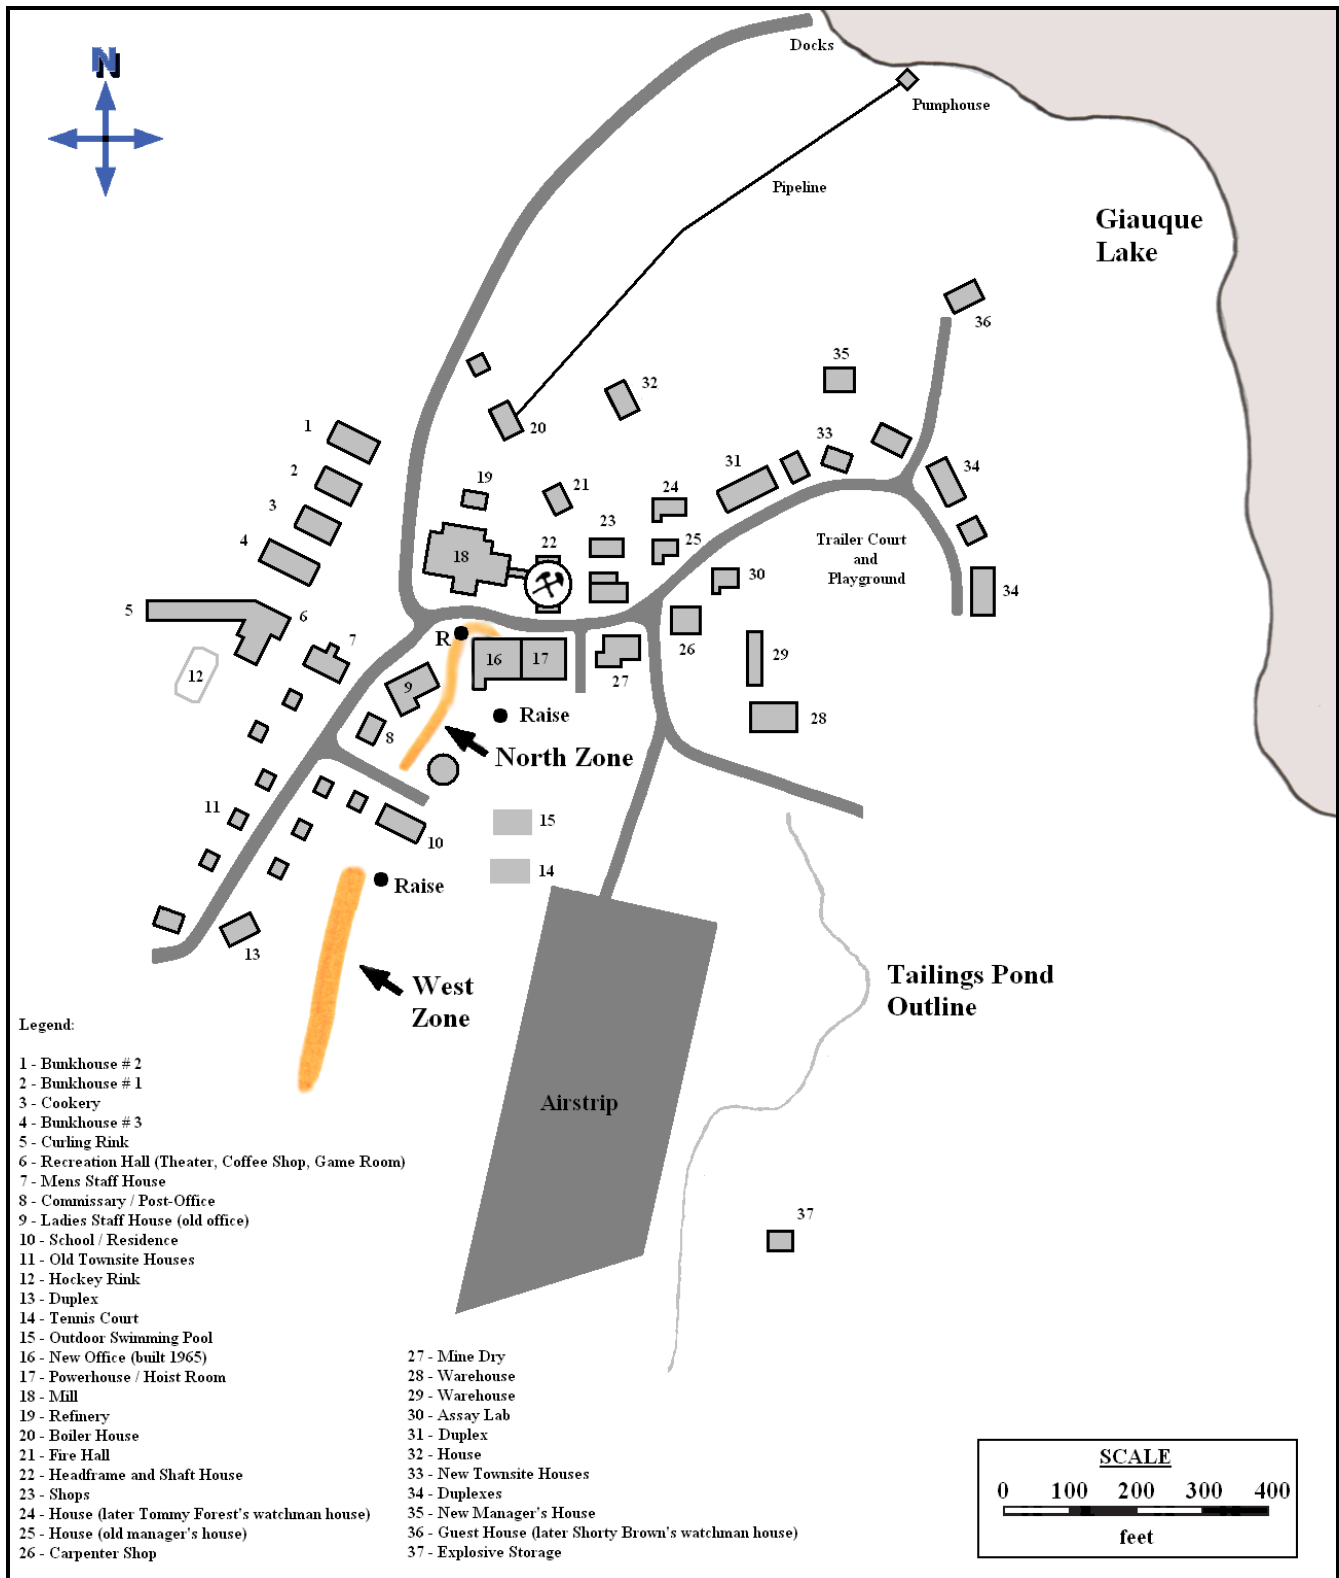 N
Docks
Pumphouse
Pipeline
Giauque
Lake
36
35
32
20
1
33
2
31
34
19
21
24
3
23
4
18
22
25
Trailer Court
and
Playground
30
34
5
6
R
7
16
17
26
29
27
12
9
Raise
28
8
North Zone
11
15
10
14
Raise
13
West
Zone
Tailings Pond
Outline
Airstrip
37
Legend:
1 - Bunkhouse # 2
2 - Bunkhouse # 1
3 - Cookery
4 - Bunkhouse # 3
5 - Curling Rink
6 - Recreation Hall (Theater, Coffee Shop, Game Room)
7 - Mens Staff House
8 - Commissary / Post-Office
9 - Ladies Staff House (old office)
10 - School / Residence
11 - Old Townsite Houses
12 - Hockey Rink
13 - Duplex
14 - Tennis Court
15 - Outdoor Swimming Pool
16 - New Office (built 1965)
17 - Powerhouse / Hoist Room
18 - Mill
19 - Refinery
20 - Boiler House
21 - Fire Hall
22 - Headframe and Shaft House
23 - Shops
24 - House (later Tommy Forest's watchman house)
25 - House (old manager's house)
26 - Carpenter Shop
27 - Mine Dry
28 - Warehouse
29 - Warehouse
30 - Assay Lab
31 - Duplex
32 - House
33 - New Townsite Houses
34 - Duplexes
35 - New Manager's House
36 - Guest House (later Shorty Brown's watchman house)
37 - Explosive Storage
SCALE
0 100 200 300 400
feet